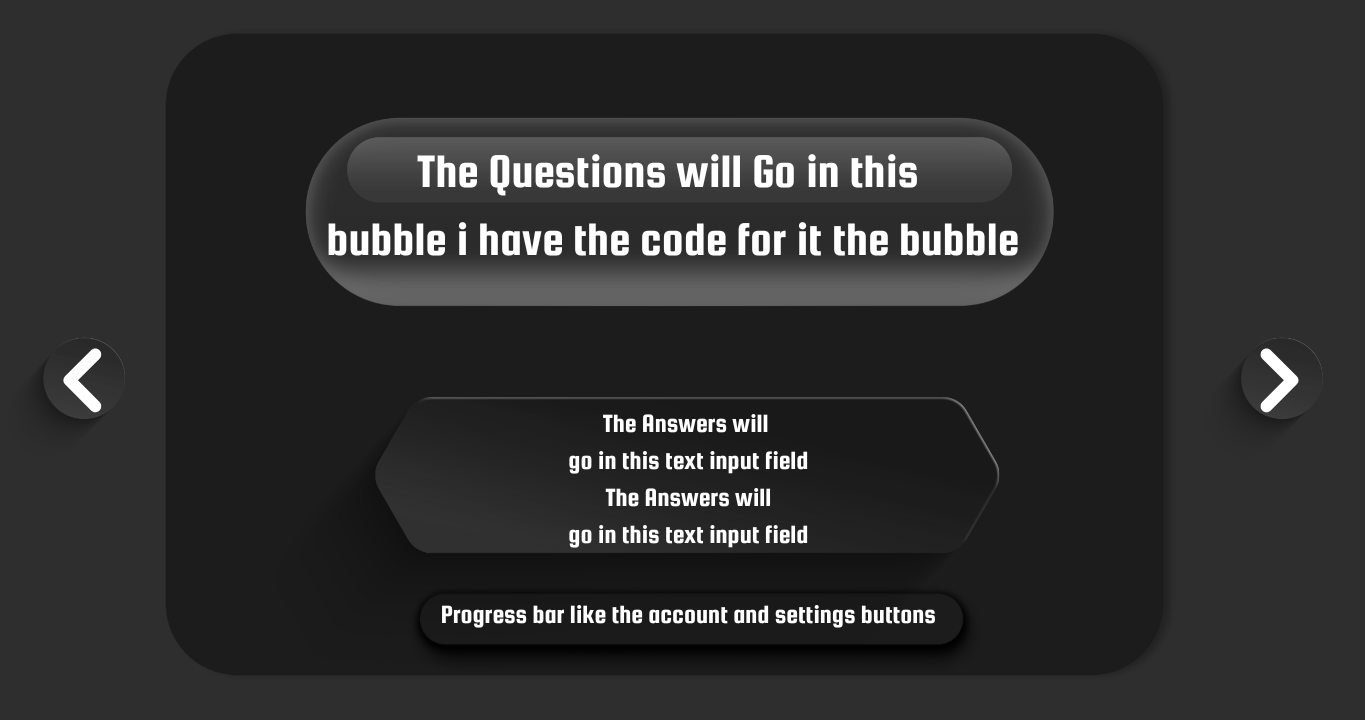 The Questions will Go in this
bubble i have the code for it the bubble
The Answers will
go in this text input field
The Answers will
go in this text input field
Progress bar like the account and settings buttons